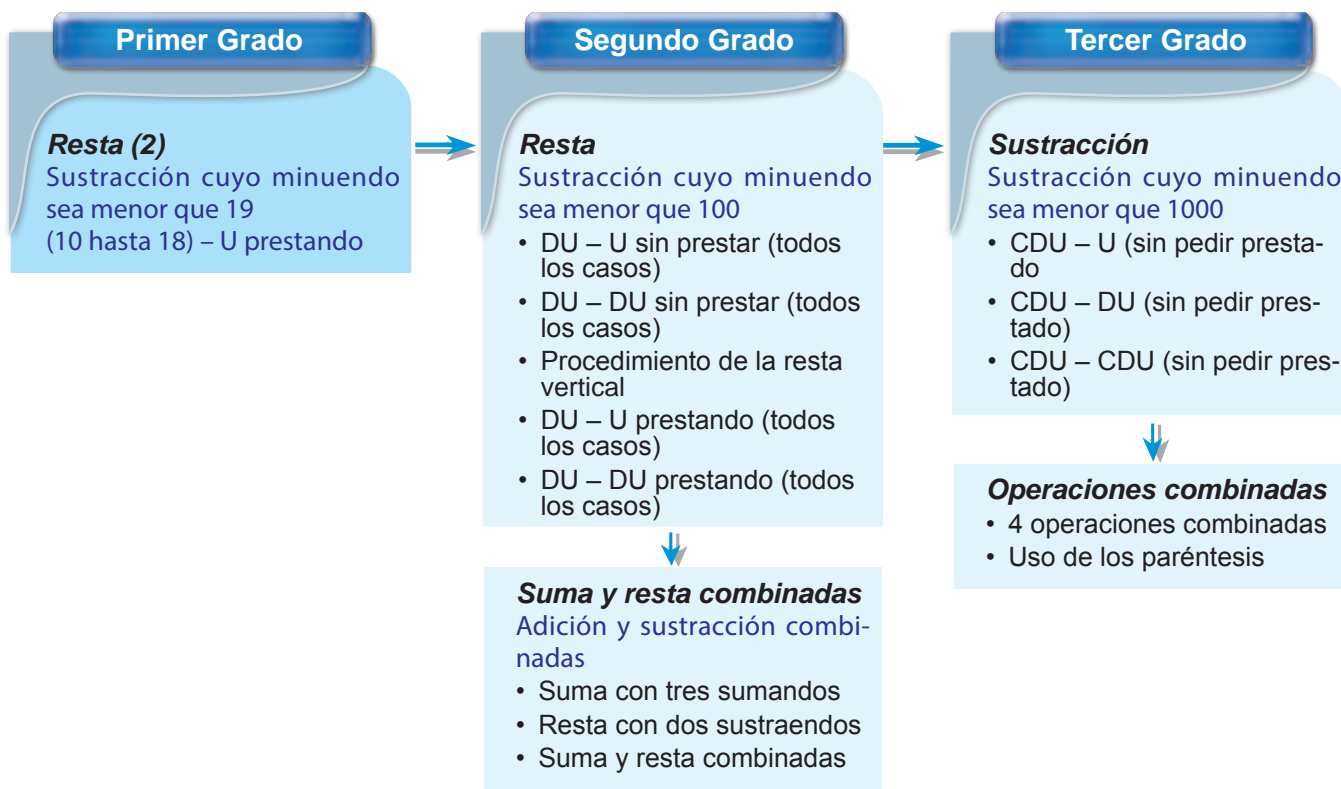 Primer Grado
Resta (2)
Sustracción cuyo minuendo
sea menor que 19
(10 hasta 18) – U prestando
Segundo Grado
Resta
Sustracción cuyo minuendo
sea menor que 100
• DU – U sin prestar (todos
los casos)
• DU – DU sin prestar (todos
los casos)
• Procedimiento de la resta
vertical
• DU – U prestando (todos
los casos)
• DU – DU prestando (todos
los casos)
Suma y resta combinadas
Adición y sustracción combi-
nadas
• Suma con tres sumandos
• Resta con dos sustraendos
• Suma y resta combinadas
Tercer Grado
Sustracción
Sustracción cuyo minuendo
sea menor que 1000
• CDU – U (sin pedir presta-
do
• CDU – DU (sin pedir pres-
tado)
• CDU – CDU (sin pedir pres-
tado)
Operaciones combinadas
• 4 operaciones combinadas
• Uso de los paréntesis